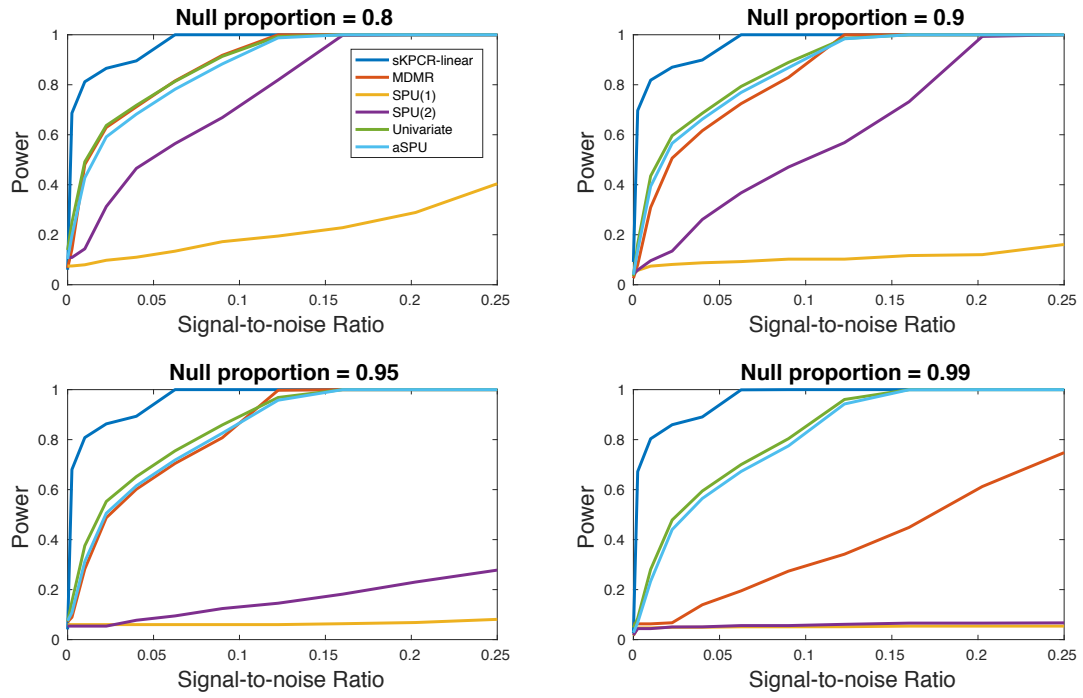 Null proportion = 0.8
1
0.8
0.6
0.4
0.2
0
Power
sKPCR-linear
MDMR
SPU(1)
SPU(2)
Univariate
aSPU
0 0.05 0.1 0.15 0.2 0.25
Signal-to-noise Ratio
Null proportion = 0.9
1
0.8
0.6
0.4
0.2
0
Power
0 0.05 0.1 0.15 0.2 0.25
Signal-to-noise Ratio
Null proportion = 0.95
1
0.8
0.6
0.4
0.2
0
Power
0 0.05 0.1 0.15 0.2 0.25
Signal-to-noise Ratio
Null proportion = 0.99
1
0.8
0.6
0.4
0.2
0
Power
0 0.05 0.1 0.15 0.2 0.25
Signal-to-noise Ratio